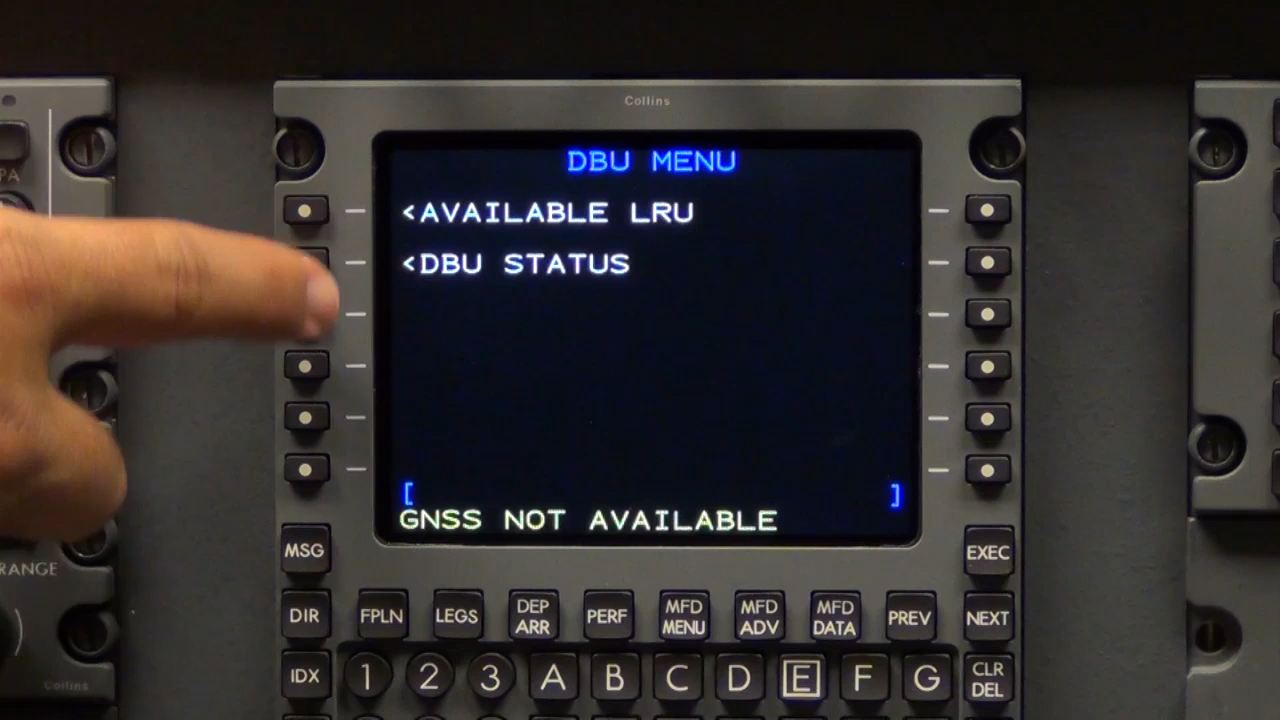 Collins
DBU MENU
<AVAILABLE LRU
<DBU STATUS
[ ]
GNSS NOT AVAILABLE
PA
RANGE
Collins
MSG
EXEC
DIR
FPLN
LEGS
DEP
ARR
PERF
MFD
MENU
MFD
ADV
MFD
DATA
PREV
NEXT
IDX
1 2 3 A B C D E F G
CLR
DEL